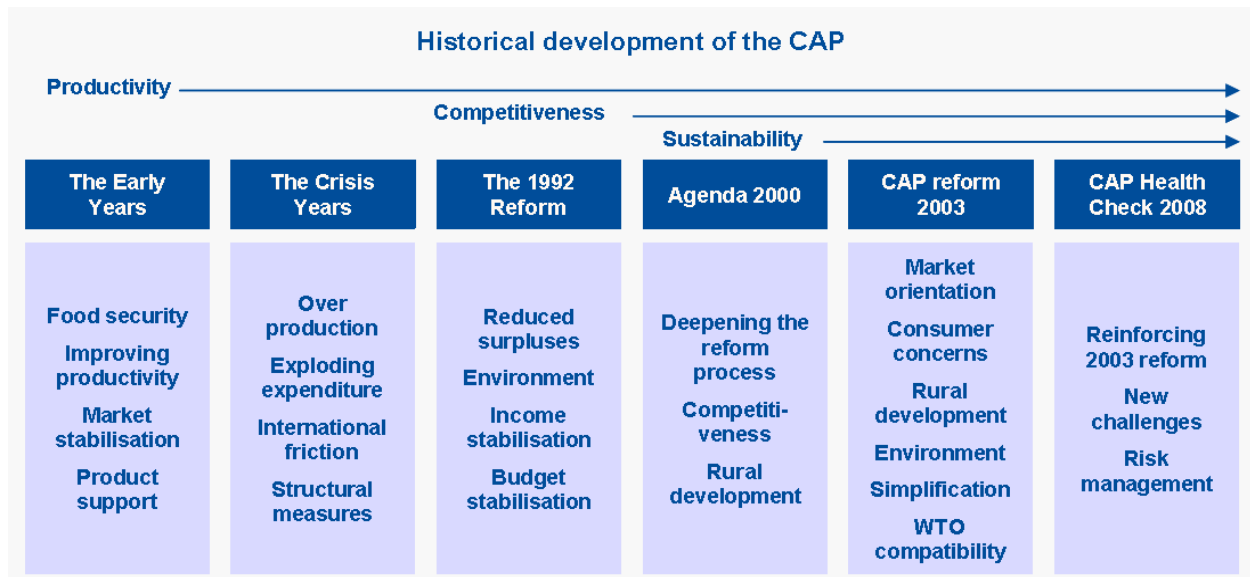 Historical development of the CAP
Productivity
Competitiveness
Sustainability
The Early
Years
The Crisis
Years
The 1992
Reform
Agenda 2000
CAP reform
2003
CAP Health
Check 2008
Food security
Improving
productivity
Market
stabilisation
Product
support
Over
production
Exploding
expenditure
International
friction
Structural
measures
Reduced
surpluses
Environment
Income
stabilisation
Budget
stabilisation
Deepening the
reform
process
Competiti-
veness
Rural
development
Market
orientation
Consumer
concerns
Rural
development
Environment
Simplification
WTO
compatibility
Reinforcing
2003 reform
New
challenges
Risk
management